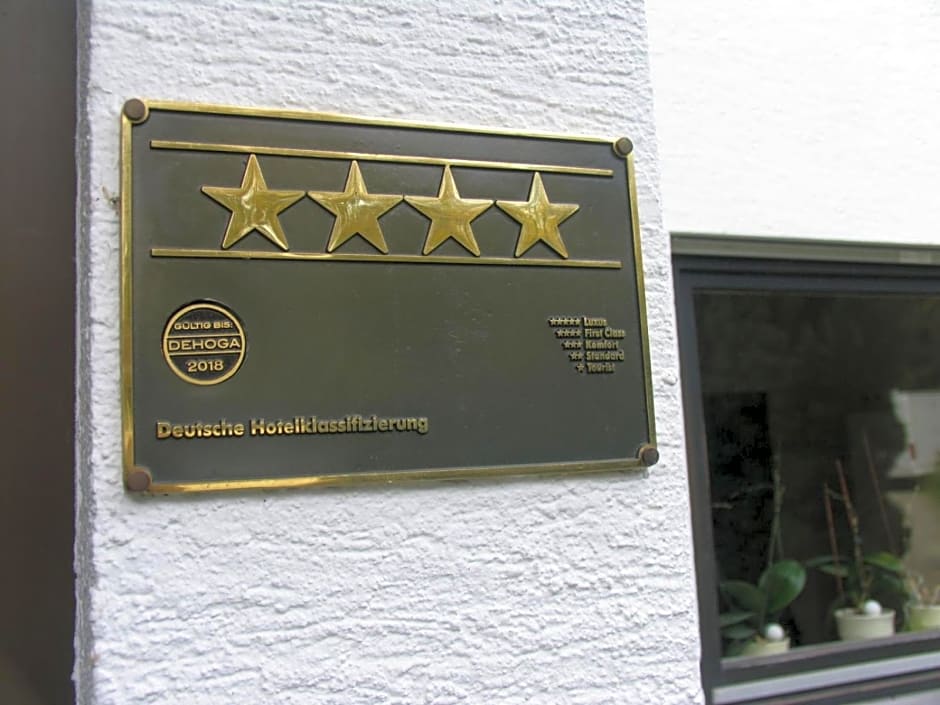 GÜLTIG BIS:
DEHOGA
2018
★★★★★ Luxus
★★★★ First Class
★★★ Komfort
★★ Standard
★ Tourist
Deutsche Hotelklassifizierung